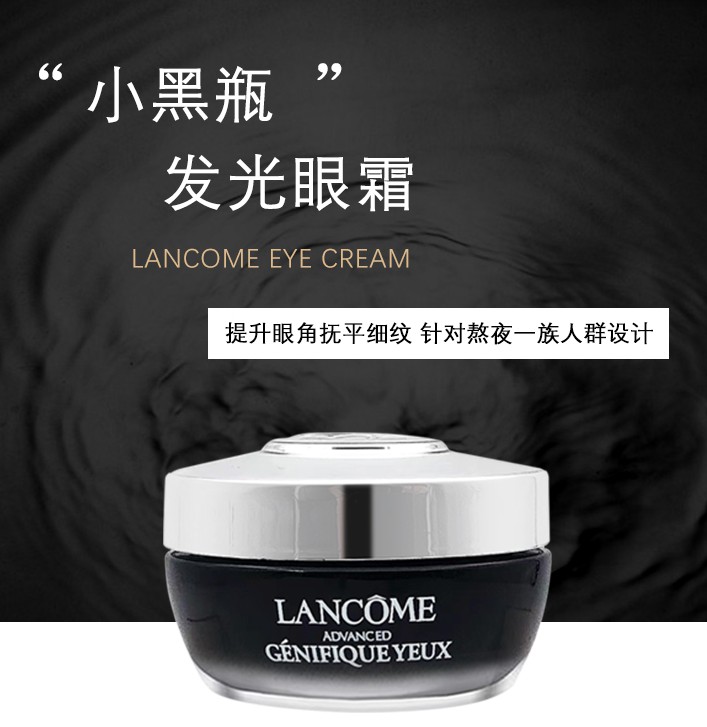 “小黑瓶”
发光眼霜
LANCOME EYE CREAM
提升眼角抚平细纹 针对熬夜一族人群设计
LANCÔME
ADVANCED
GÉNIFIQUE YEUX